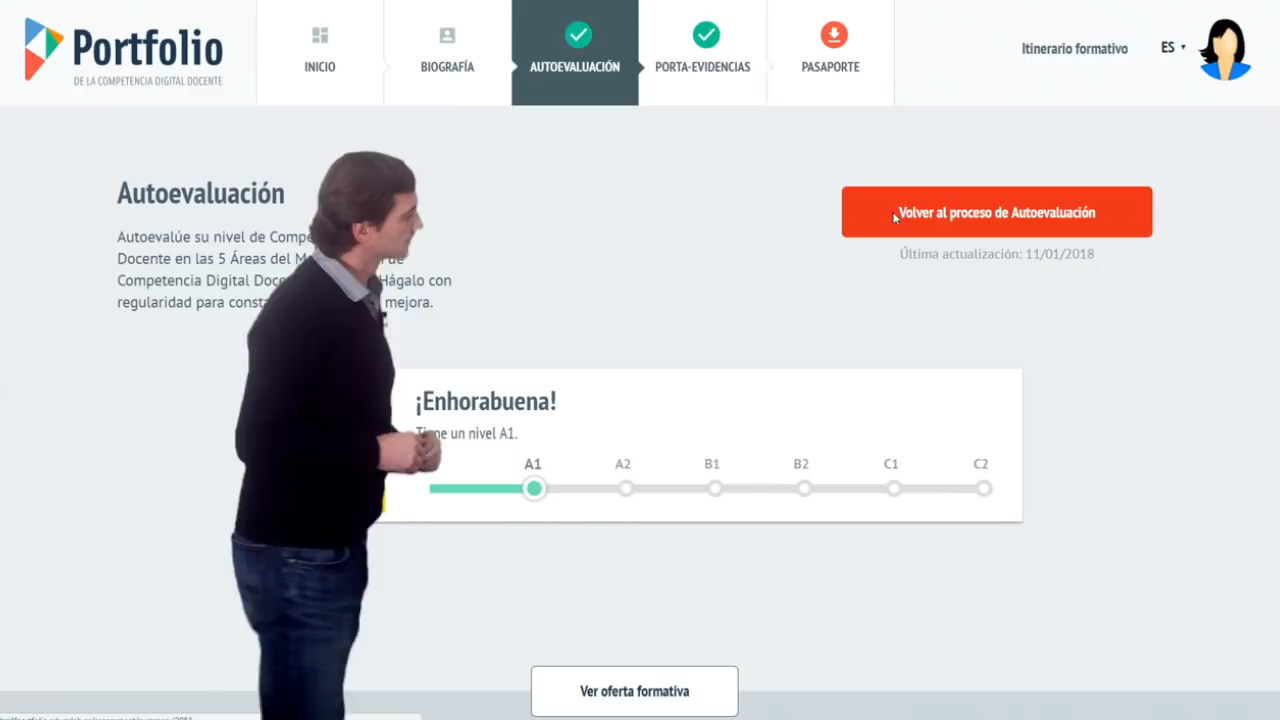 Portfolio
DE LA COMPETENCIA DIGITAL DOCENTE
INICIO
BIOGRAFÍA
AUTOEVALUACIÓN
PORTA-EVIDENCIAS
PASAPORTE
Itinerario formativo
ES
Autoevaluación
Autoevalúe su nivel de Compe
Docente en las 5 Áreas del M
Competencia Digital Doce Hágalo con
regularidad para consta mejora.
Volver al proceso de Autoevaluación
Última actualización: 11/01/2018
¡Enhorabuena!
Tiene un nivel A1.
A1 A2 B1 B2 C1 C2
Ver oferta formativa